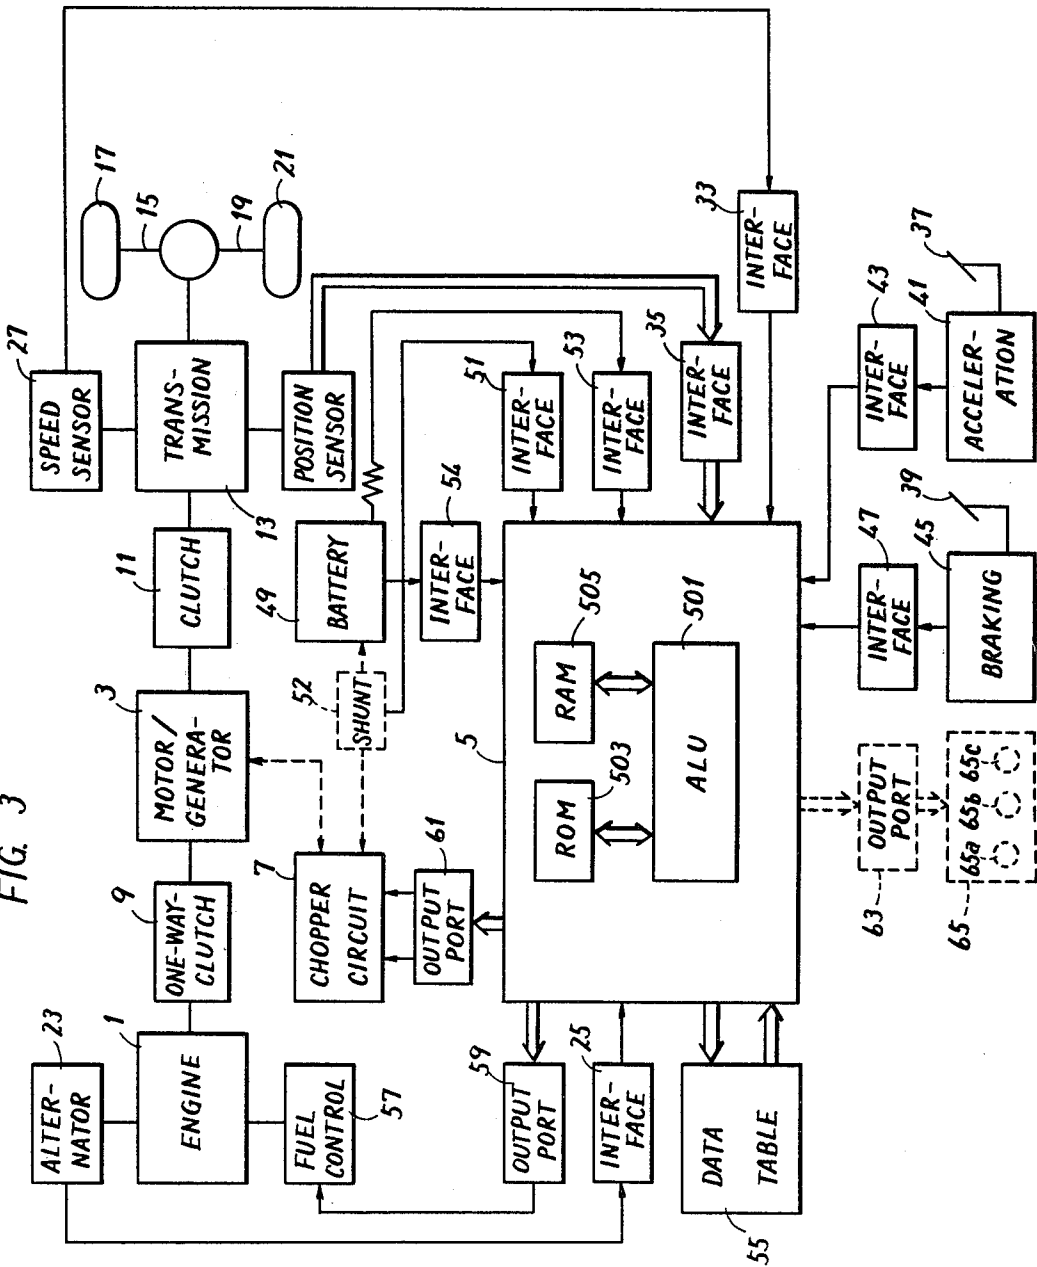 FIG. 3
23
ALTER-
NATOR
1
ENGINE
FUEL
CONTROL
57
9
ONE-WAY-
CLUTCH
3
MOTOR/
GENERA-
TOR
11
CLUTCH
13
TRANS-
MISSION
27
SPEED
SENSOR
POSITION
SENSOR
15
17
19
21
7
CHOPPER
CIRCUIT
61
OUTPUT
PORT
52
SHUNT
49
BATTERY
54
INTER-
FACE
51
INTER-
FACE
53
INTER-
FACE
35
INTER-
FACE
33
INTER-
FACE
59
OUTPUT
PORT
25
INTER-
FACE
55
DATA
TABLE
5
ROM
503
RAM
505
ALU
501
63
OUTPUT
PORT
65
65a
65b
65c
47
INTER-
FACE
45
BRAKING
39
43
INTER-
FACE
41
ACCELER-
ATION
37